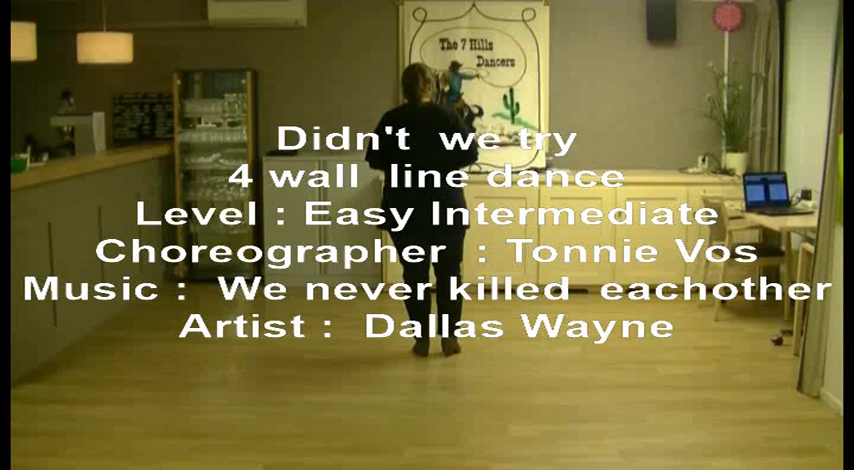 The 7 Hills
Dancers
Didn't we try
4 wall line dance
Level : Easy Intermediate
Choreographer : Tonnie Vos
Music : We never killed eachother
Artist : Dallas Wayne